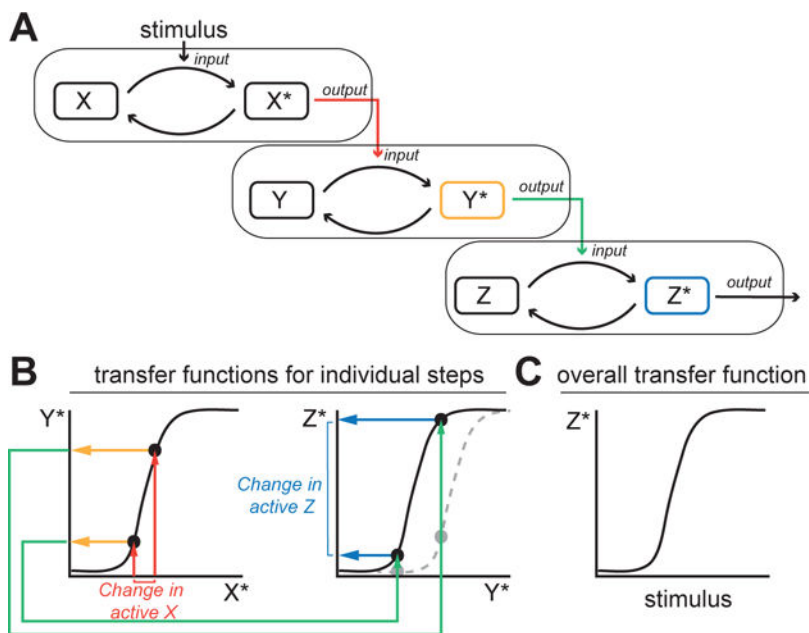 A
stimulus
input
X
X*
output
input
Y
Y*
output
input
Z
Z*
output
B
transfer functions for individual steps
Y*
Change in
active X
X*
Z*
Change in
active Z
Y*
C
overall transfer function
Z*
stimulus